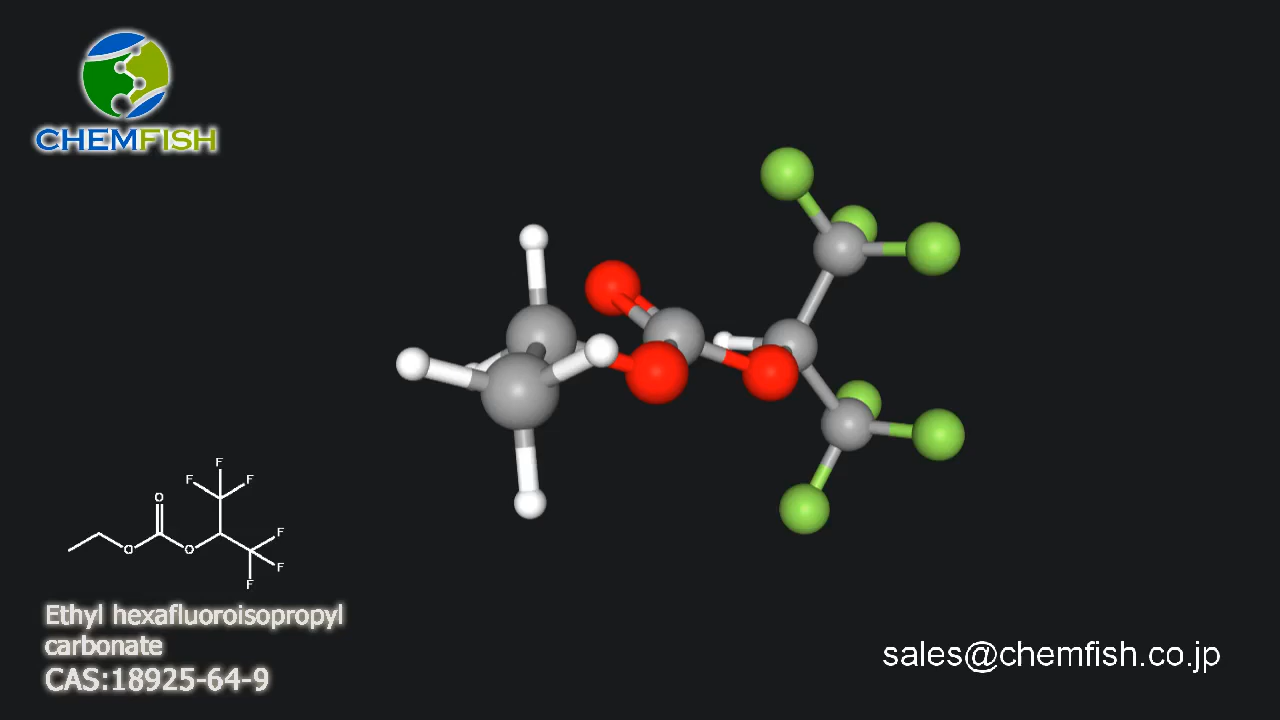 CHEMFISH
F
F
F
O
F
O
O
F
F
Ethyl hexafluoroisopropyl
carbonate
CAS:18925-64-9
sales@chemfish.co.jp